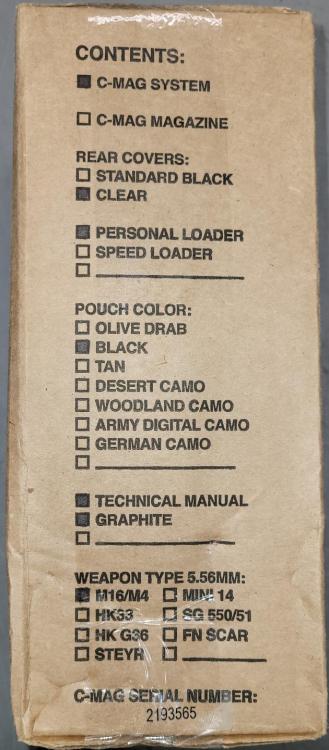 CONTENTS:
C-MAG SYSTEM
C-MAG MAGAZINE
REAR COVERS:
STANDARD BLACK
CLEAR
PERSONAL LOADER
SPEED LOADER
POUCH COLOR:
OLIVE DRAB
BLACK
TAN
DESERT CAMO
WOODLAND CAMO
ARMY DIGITAL CAMO
GERMAN CAMO
TECHNICAL MANUAL
GRAPHITE
WEAPON TYPE 5.56MM:
M16/M4 MINI 14
HK33 SG 550/51
HK G36 FN SCAR
STEYR
C-MAG SERIAL NUMBER:
2193565